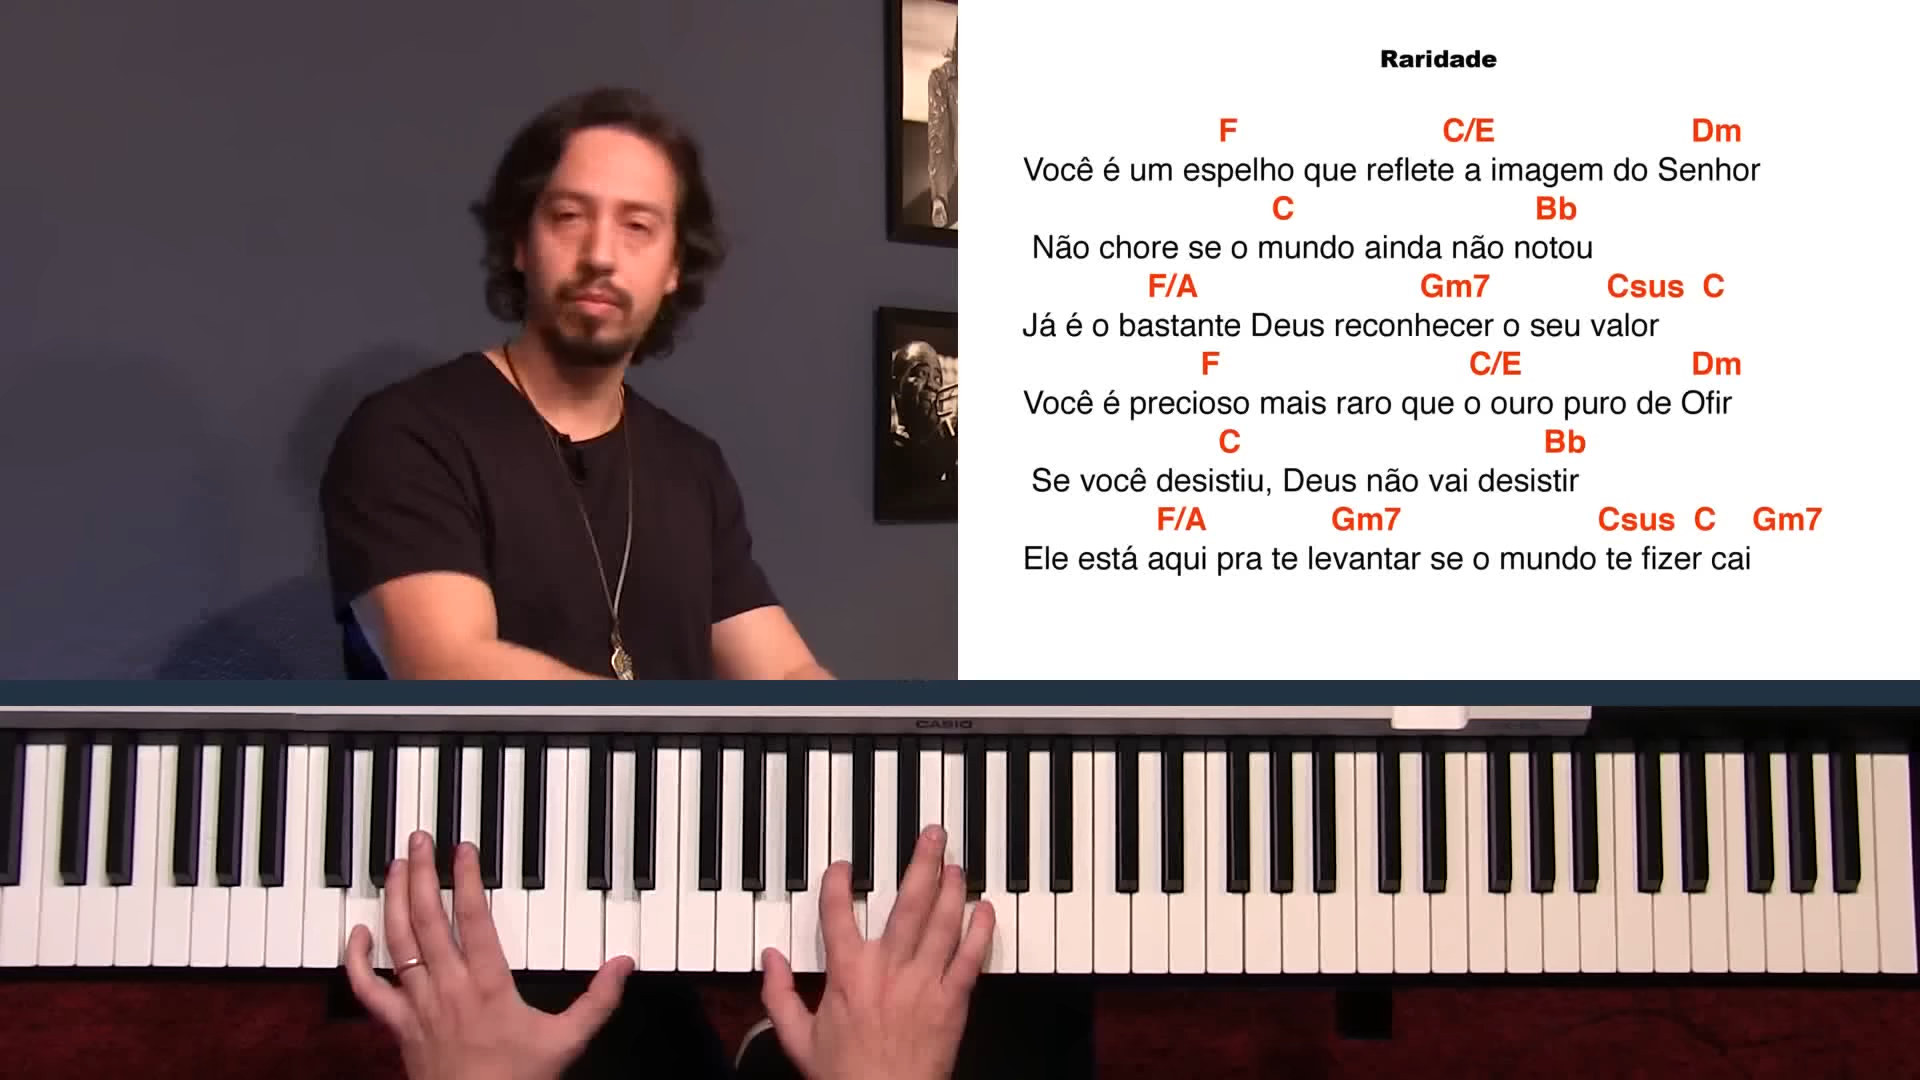 Raridade
F C/E Dm
Você é um espelho que reflete a imagem do Senhor
C Bb
Não chore se o mundo ainda não notou
F/A Gm7 Csus C
Já é o bastante Deus reconhecer o seu valor
F C/E Dm
Você é precioso mais raro que o ouro puro de Ofir
C Bb
Se você desistiu, Deus não vai desistir
F/A Gm7 Csus C Gm7
Ele está aqui pra te levantar se o mundo te fizer cai
CASIO